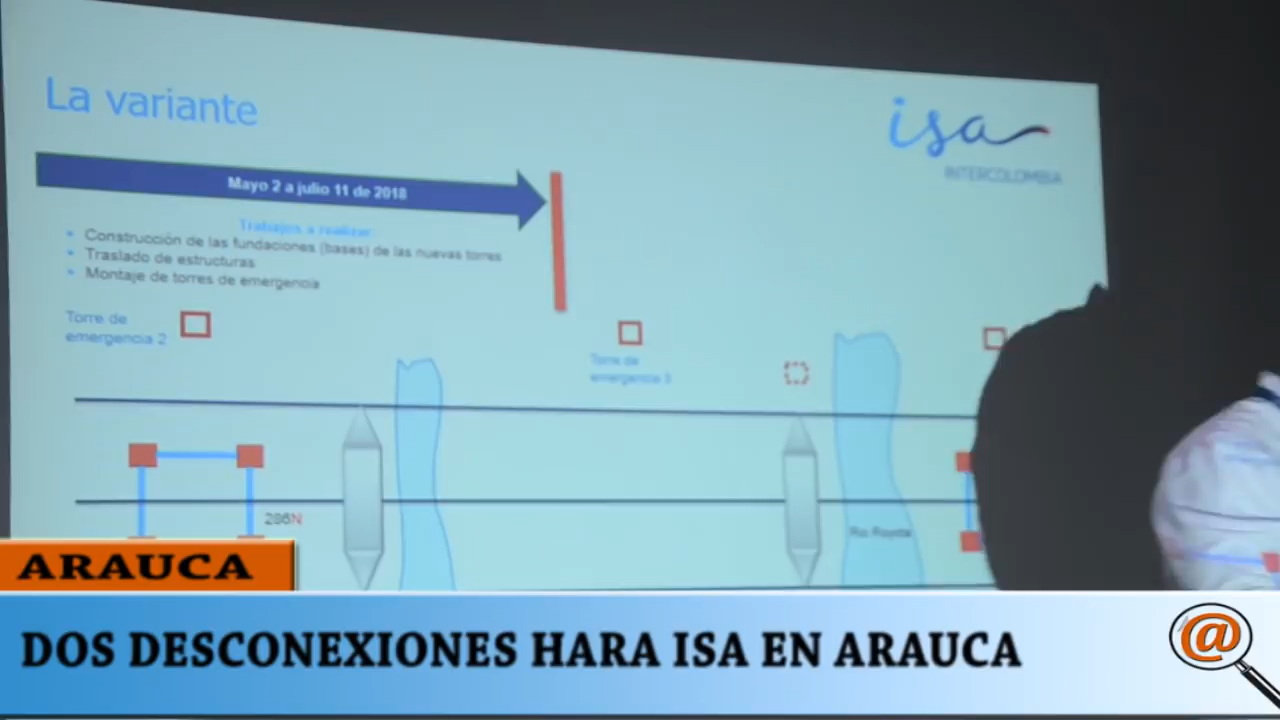 La variante
isa
INTERCOLOMBIA
Mayo 2 a julio 11 de 2018
Trabajos a realizar:
• Construcción de las fundaciones (bases) de las nuevas torres
• Traslado de estructuras
• Montaje de torres de emergencia
Torre de
emergencia 2
Torre de
emergencia 3
286N
Rio Royota
ARAUCA
DOS DESCONEXIONES HARA ISA EN ARAUCA
@